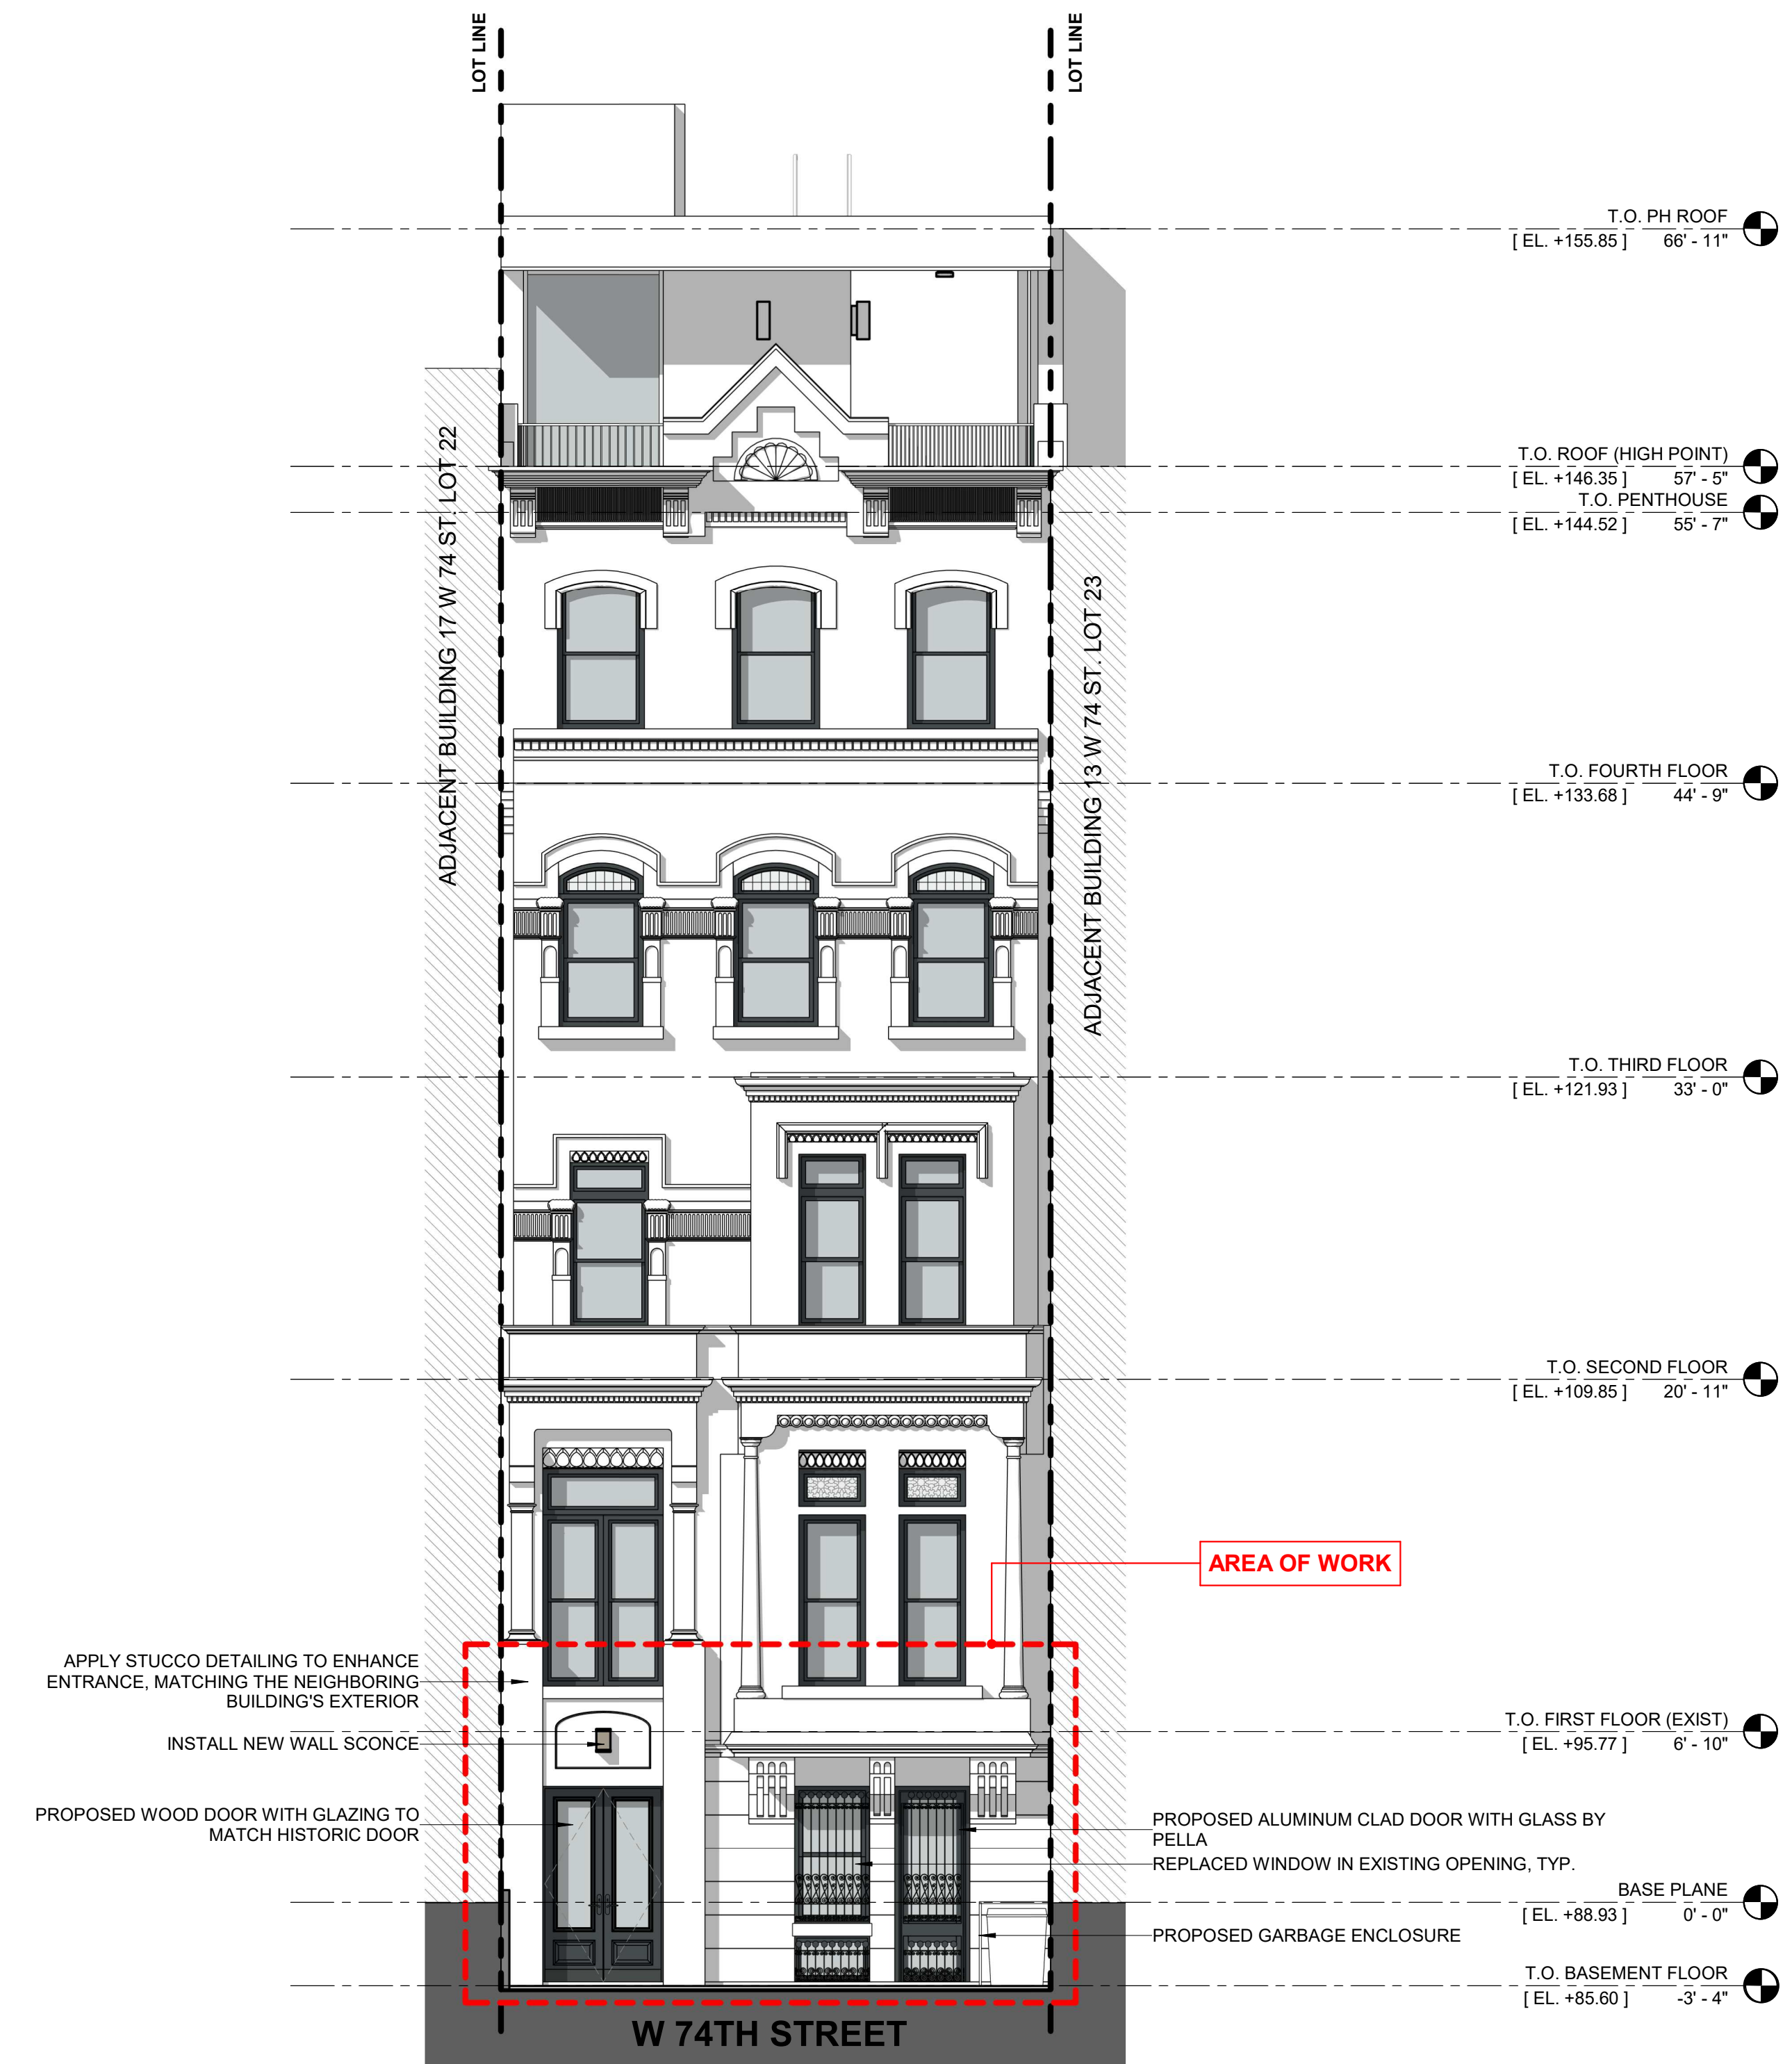 LOT LINE
LOT LINE
T.O. PH ROOF
[ EL. +155.85 ] 66' - 11"
T.O. ROOF (HIGH POINT)
[ EL. +146.35 ] 57' - 5"
T.O. PENTHOUSE
[ EL. +144.52 ] 55' - 7"
ADJACENT BUILDING 17 W 74 ST. LOT 22
ADJACENT BUILDING 13 W 74 ST. LOT 23
T.O. FOURTH FLOOR
[ EL. +133.68 ] 44' - 9"
T.O. THIRD FLOOR
[ EL. +121.93 ] 33' - 0"
T.O. SECOND FLOOR
[ EL. +109.85 ] 20' - 11"
AREA OF WORK
APPLY STUCCO DETAILING TO ENHANCE
ENTRANCE, MATCHING THE NEIGHBORING
BUILDING'S EXTERIOR
INSTALL NEW WALL SCONCE
T.O. FIRST FLOOR (EXIST)
[ EL. +95.77 ] 6' - 10"
PROPOSED WOOD DOOR WITH GLAZING TO
MATCH HISTORIC DOOR
PROPOSED ALUMINUM CLAD DOOR WITH GLASS BY
PELLA
REPLACED WINDOW IN EXISTING OPENING, TYP.
BASE PLANE
[ EL. +88.93 ] 0' - 0"
PROPOSED GARBAGE ENCLOSURE
T.O. BASEMENT FLOOR
[ EL. +85.60 ] -3' - 4"
W 74TH STREET